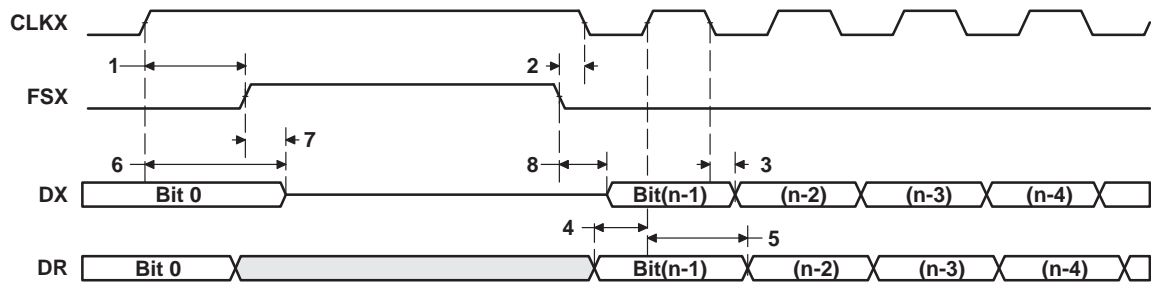 CLKX
1
2
FSX
7
6
8
3
DX
Bit 0
Bit(n-1)
(n-2)
(n-3)
(n-4)
4
5
DR
Bit 0
Bit(n-1)
(n-2)
(n-3)
(n-4)